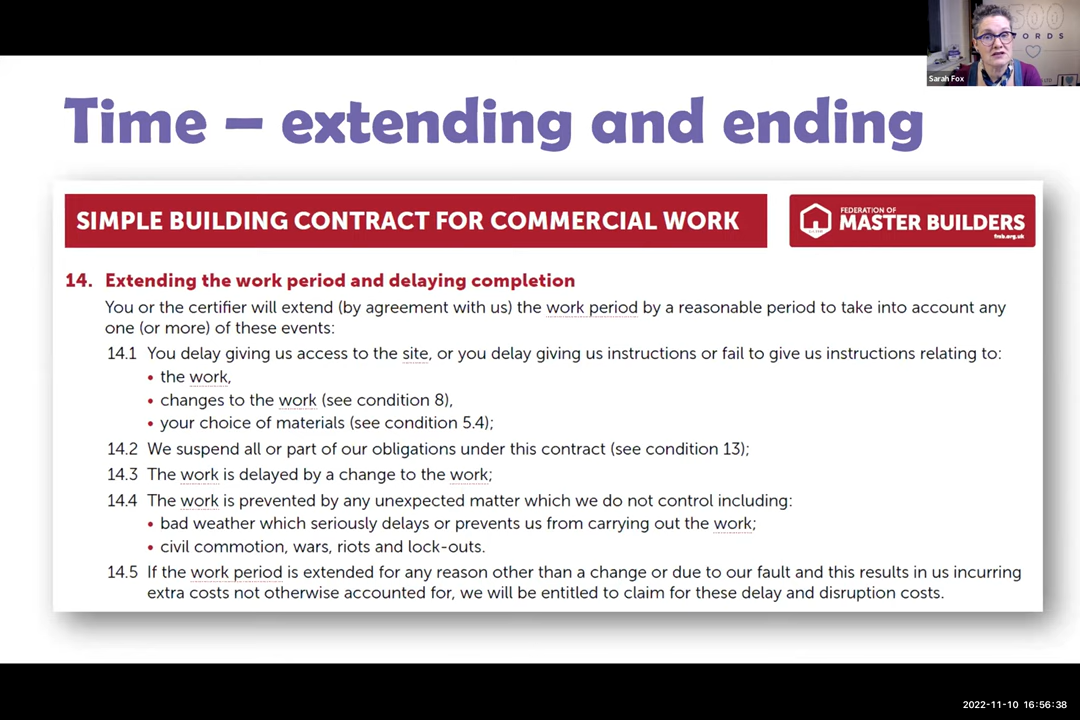 500
WORDS
Sarah Fox
Time – extending and ending
SIMPLE BUILDING CONTRACT FOR COMMERCIAL WORK
FEDERATION OF
MASTER BUILDERS
fmb.org.uk
14. Extending the work period and delaying completion
You or the certifier will extend (by agreement with us) the work period by a reasonable period to take into account any
one (or more) of these events:
14.1 You delay giving us access to the site, or you delay giving us instructions or fail to give us instructions relating to:
• the work,
• changes to the work (see condition 8),
• your choice of materials (see condition 5.4);
14.2 We suspend all or part of our obligations under this contract (see condition 13);
14.3 The work is delayed by a change to the work;
14.4 The work is prevented by any unexpected matter which we do not control including:
• bad weather which seriously delays or prevents us from carrying out the work;
• civil commotion, wars, riots and lock-outs.
14.5 If the work period is extended for any reason other than a change or due to our fault and this results in us incurring
extra costs not otherwise accounted for, we will be entitled to claim for these delay and disruption costs.
2022-11-10 16:56:38